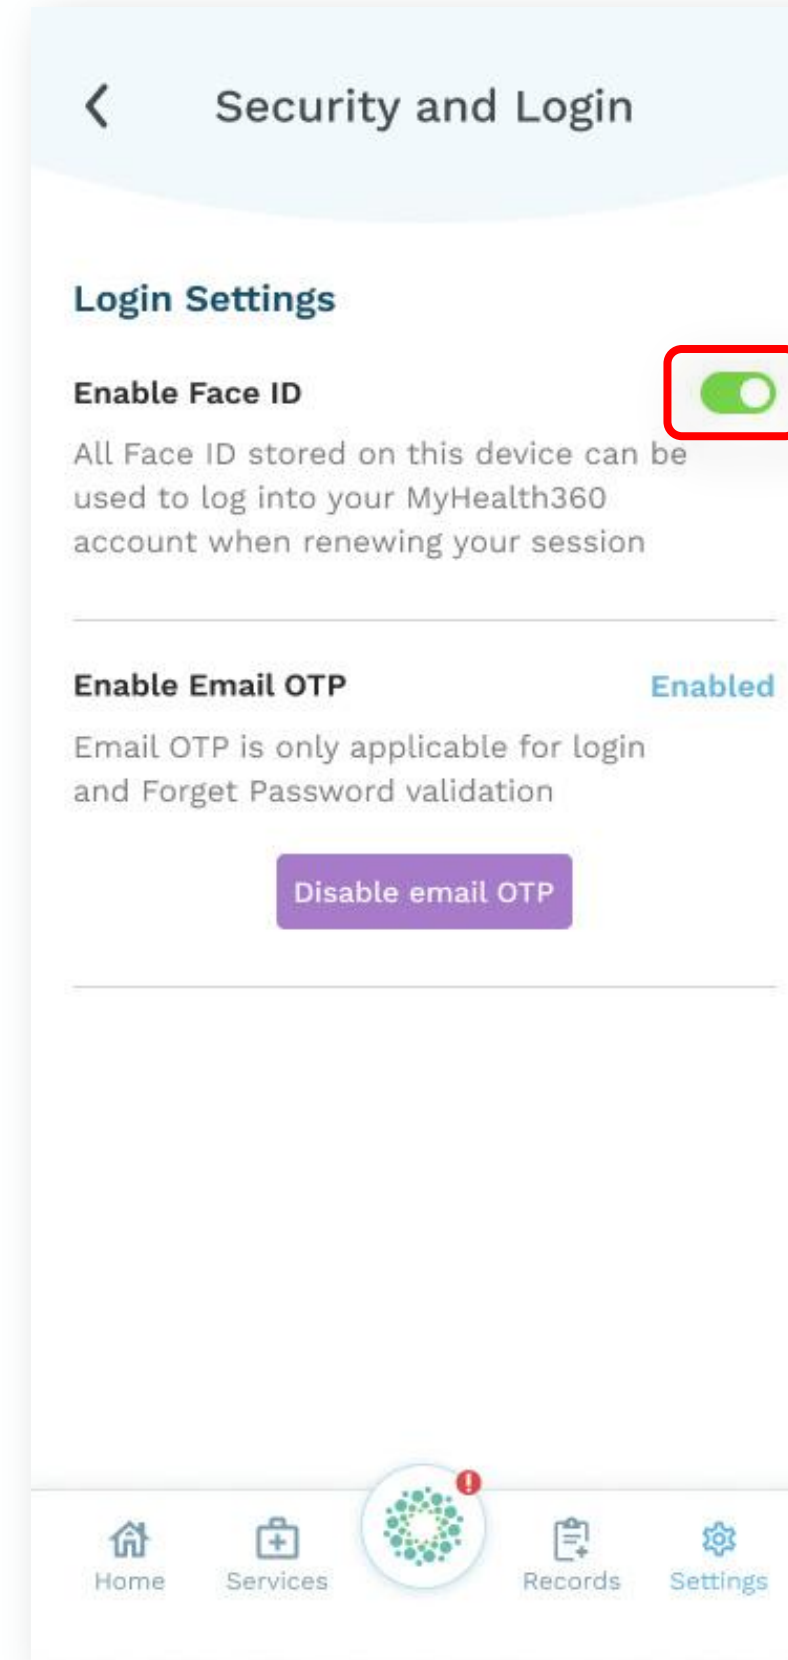 Security and Login
Login Settings
Enable Face ID
All Face ID stored on this device can be
used to log into your MyHealth360
account when renewing your session
Enable Email OTP
Enabled
Email OTP is only applicable for login
and Forget Password validation
Disable email OTP
!
Home
Services
Records
Settings